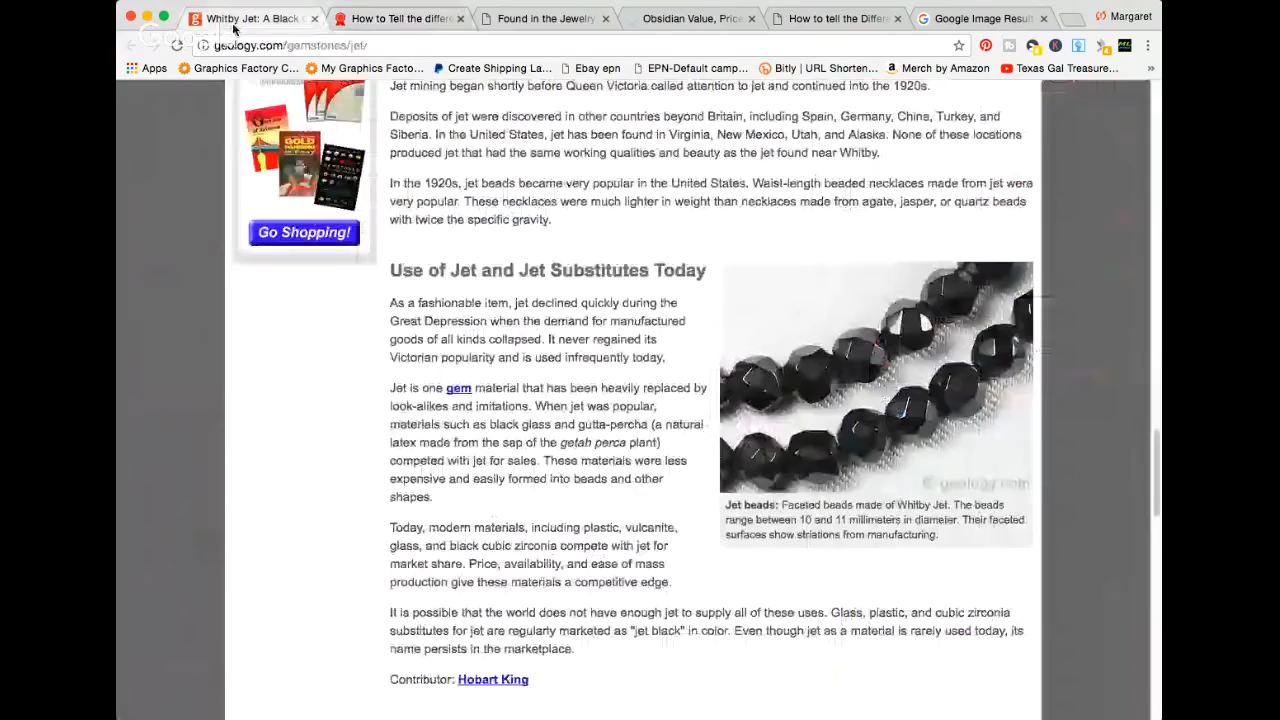 Whitby Jet: A Black
How to Tell the differe
Found in the Jewelry
Obsidian Value, Price
How to tell the Differe
Google Image Result
Margaret
geology.com/gemstones/jet/
Apps
Graphics Factory C...
My Graphics Facto...
Create Shipping La...
Ebay epn
EPN-Default camp...
Bitly | URL Shorten...
Merch by Amazon
Texas Gal Treasure...
»
Go Shopping!
Jet mining began shortly before Queen Victoria called attention to jet and continued into the 1920s.
Deposits of jet were discovered in other countries beyond Britain, including Spain, Germany, China, Turkey, and
Siberia. In the United States, jet has been found in Virginia, New Mexico, Utah, and Alaska. None of these locations
produced jet that had the same working qualities and beauty as the jet found near Whitby.
In the 1920s, jet beads became very popular in the United States. Waist-length beaded necklaces made from jet were
very popular. These necklaces were much lighter in weight than necklaces made from agate, jasper, or quartz beads
with twice the specific gravity.
Use of Jet and Jet Substitutes Today
As a fashionable item, jet declined quickly during the
Great Depression when the demand for manufactured
goods of all kinds collapsed. It never regained its
Victorian popularity and is used infrequently today.
Jet is one gem material that has been heavily replaced by
look-alikes and imitations. When jet was popular,
materials such as black glass and gutta-percha (a natural
latex made from the sap of the getah perca plant)
competed with jet for sales. These materials were less
expensive and easily formed into beads and other
shapes.
Today, modern materials, including plastic, vulcanite,
glass, and black cubic zirconia compete with jet for
market share. Price, availability, and ease of mass
production give these materials a competitive edge.
© geology.com
Jet beads: Faceted beads made of Whitby Jet. The beads
range between 10 and 11 millimeters in diameter. Their faceted
surfaces show striations from manufacturing.
It is possible that the world does not have enough jet to supply all of these uses. Glass, plastic, and cubic zirconia
substitutes for jet are regularly marketed as "jet black" in color. Even though jet as a material is rarely used today, its
name persists in the marketplace.
Contributor: Hobart King